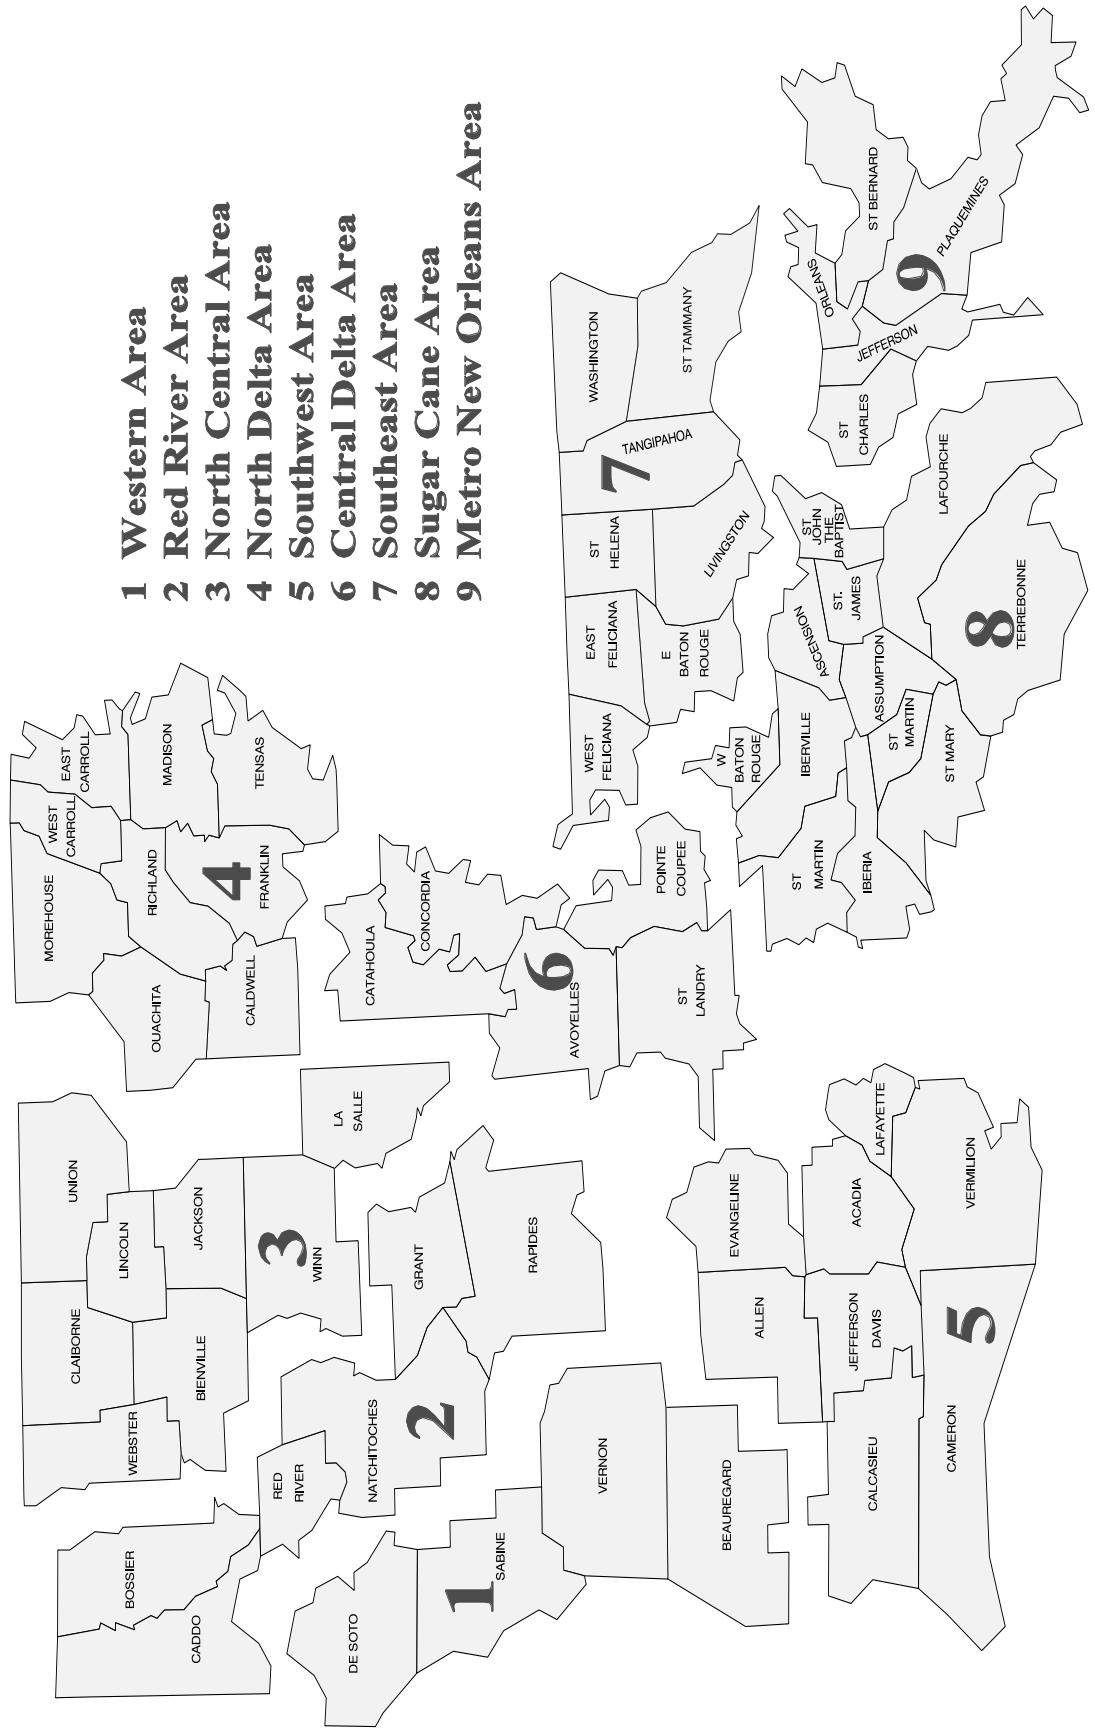 1 Western Area
2 Red River Area
3 North Central Area
4 North Delta Area
5 Southwest Area
6 Central Delta Area
7 Southeast Area
8 Sugar Cane Area
9 Metro New Orleans Area
CADDO
BOSSIER
DE SOTO
1
SABINE
VERNON
BEAUREGARD
RED
RIVER
NATCHITOCHES
2
GRANT
RAPIDES
WEBSTER
CLAIBORNE
UNION
LINCOLN
BIENVILLE
JACKSON
3
WINN
LA
SALLE
MOREHOUSE
WEST
CARROLL
EAST
CARROLL
OUACHITA
RICHLAND
MADISON
CALDWELL
4
FRANKLIN
TENSAS
CALCASIEU
CAMERON
5
JEFFERSON
DAVIS
ALLEN
EVANGELINE
ACADIA
LAFAYETTE
VERMILION
CATAHOULA
CONCORDIA
6
AVOYELLES
POINTE
COUPEE
ST
LANDRY
WEST
FELICIANA
EAST
FELICIANA
ST
HELENA
7
TANGIPAHOA
WASHINGTON
ST TAMMANY
E
BATON
ROUGE
LIVINGSTON
W
BATON
ROUGE
IBERVILLE
ST
MARTIN
IBERIA
ASCENSION
ST.
JAMES
ST
JOHN
THE
BAPTIST
ASSUMPTION
ST
MARTIN
ST MARY
LAFOURCHE
8
TERREBONNE
ST
CHARLES
JEFFERSON
ORLEANS
ST BERNARD
9
PLAQUEMINES